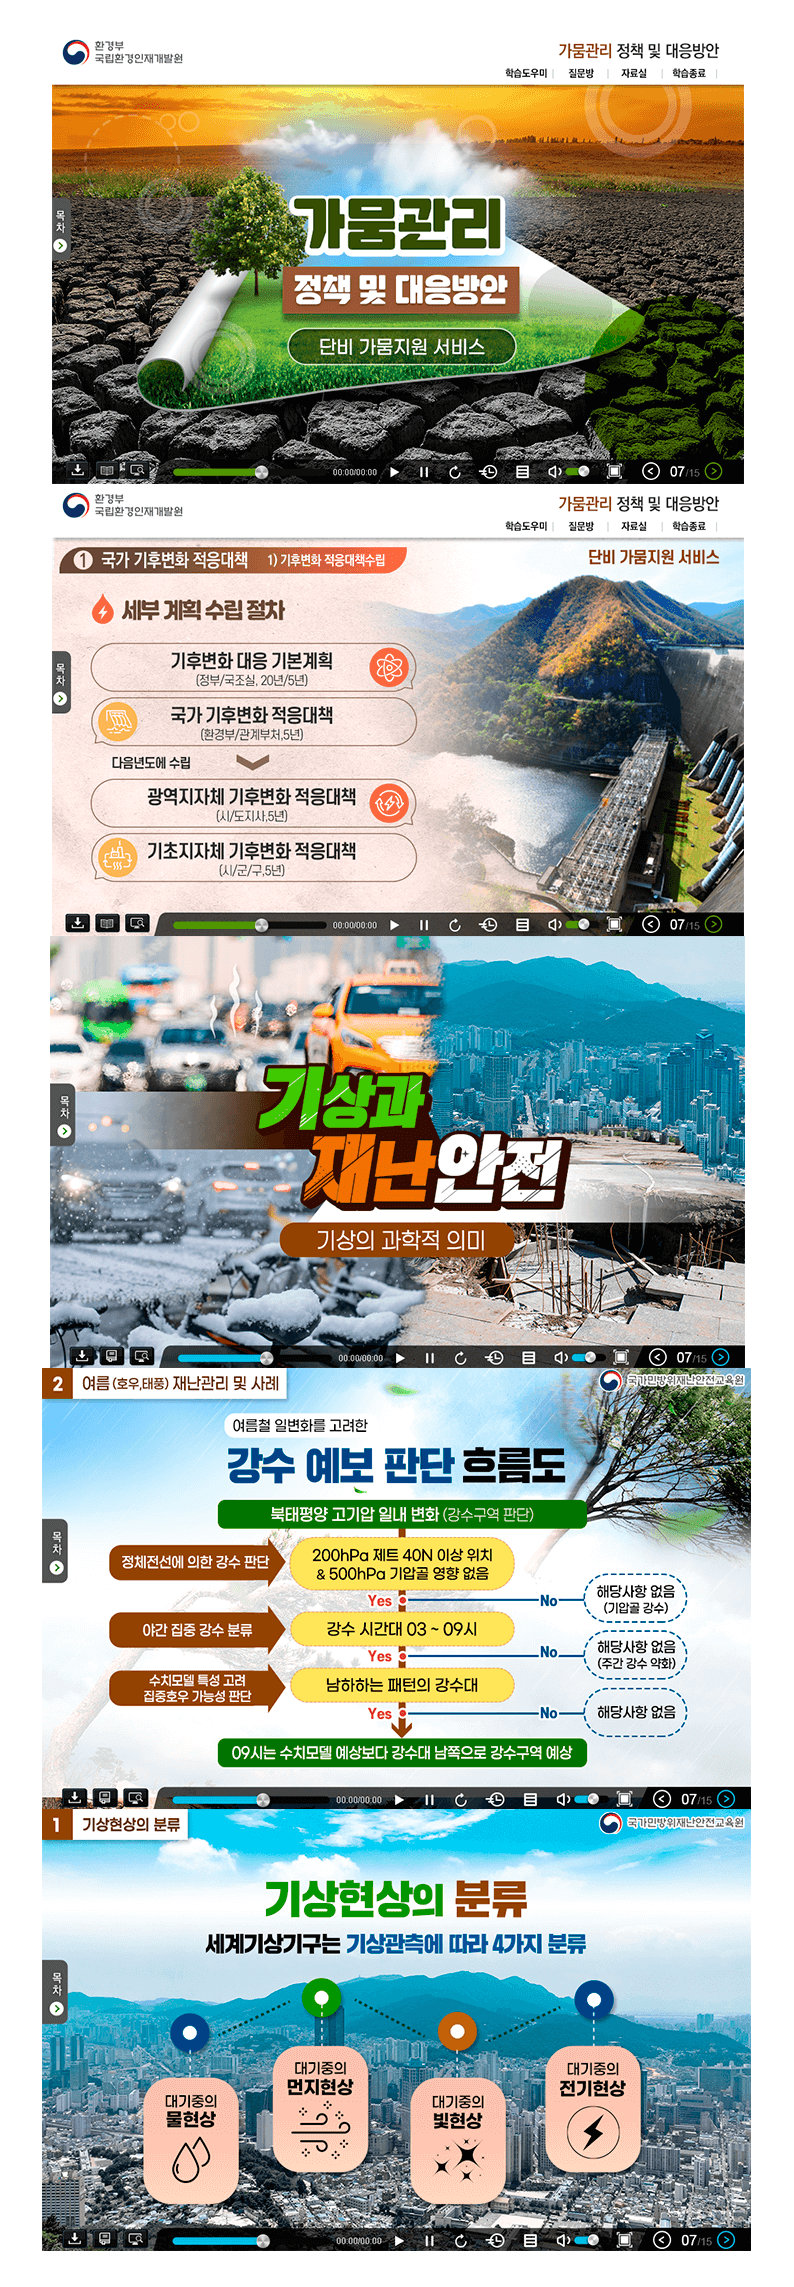 환경부
국립환경인재개발원
가뭄관리 정책 및 대응방안
학습도우미 | 질문방 | 자료실 | 학습종료 |
목차
가뭄관리
정책 및 대응방안
단비 가뭄지원 서비스
00:00/00:00
07/15
환경부
국립환경인재개발원
가뭄관리 정책 및 대응방안
학습도우미 | 질문방 | 자료실 | 학습종료 |
1 국가 기후변화 적응대책 1) 기후변화 적응대책수립
단비 가뭄지원 서비스
세부 계획 수립 절차
목차
기후변화 대응 기본계획
(정부/국조실, 20년/5년)
국가 기후변화 적응대책
(환경부/관계부처,5년)
다음년도에 수립
광역지자체 기후변화 적응대책
(시/도지사,5년)
기초지자체 기후변화 적응대책
(시/군/구,5년)
00:00/00:00
07/15
목차
기상과
재난안전
기상의 과학적 의미
00:00/00:00
07/15
2 여름 (호우,태풍) 재난관리 및 사례
국가민방위재난안전교육원
여름철 일변화를 고려한
강수 예보 판단 흐름도
목차
북태평양 고기압 일내 변화 (강수구역 판단)
정체전선에 의한 강수 판단
200hPa 제트 40N 이상 위치
& 500hPa 기압골 영향 없음
Yes
No
해당사항 없음
(기압골 강수)
야간 집중 강수 분류
강수 시간대 03 ~ 09시
Yes
No
해당사항 없음
(주간 강수 약화)
수치모델 특성 고려
집중호우 가능성 판단
남하하는 패턴의 강수대
Yes
No
해당사항 없음
09시는 수치모델 예상보다 강수대 남쪽으로 강수구역 예상
00:00/00:00
07/15
1 기상현상의 분류
국가민방위재난안전교육원
기상현상의 분류
세계기상기구는 기상관측에 따라 4가지 분류
목차
대기중의
물현상
대기중의
먼지현상
대기중의
빛현상
대기중의
전기현상
00:00/00:00
07/15